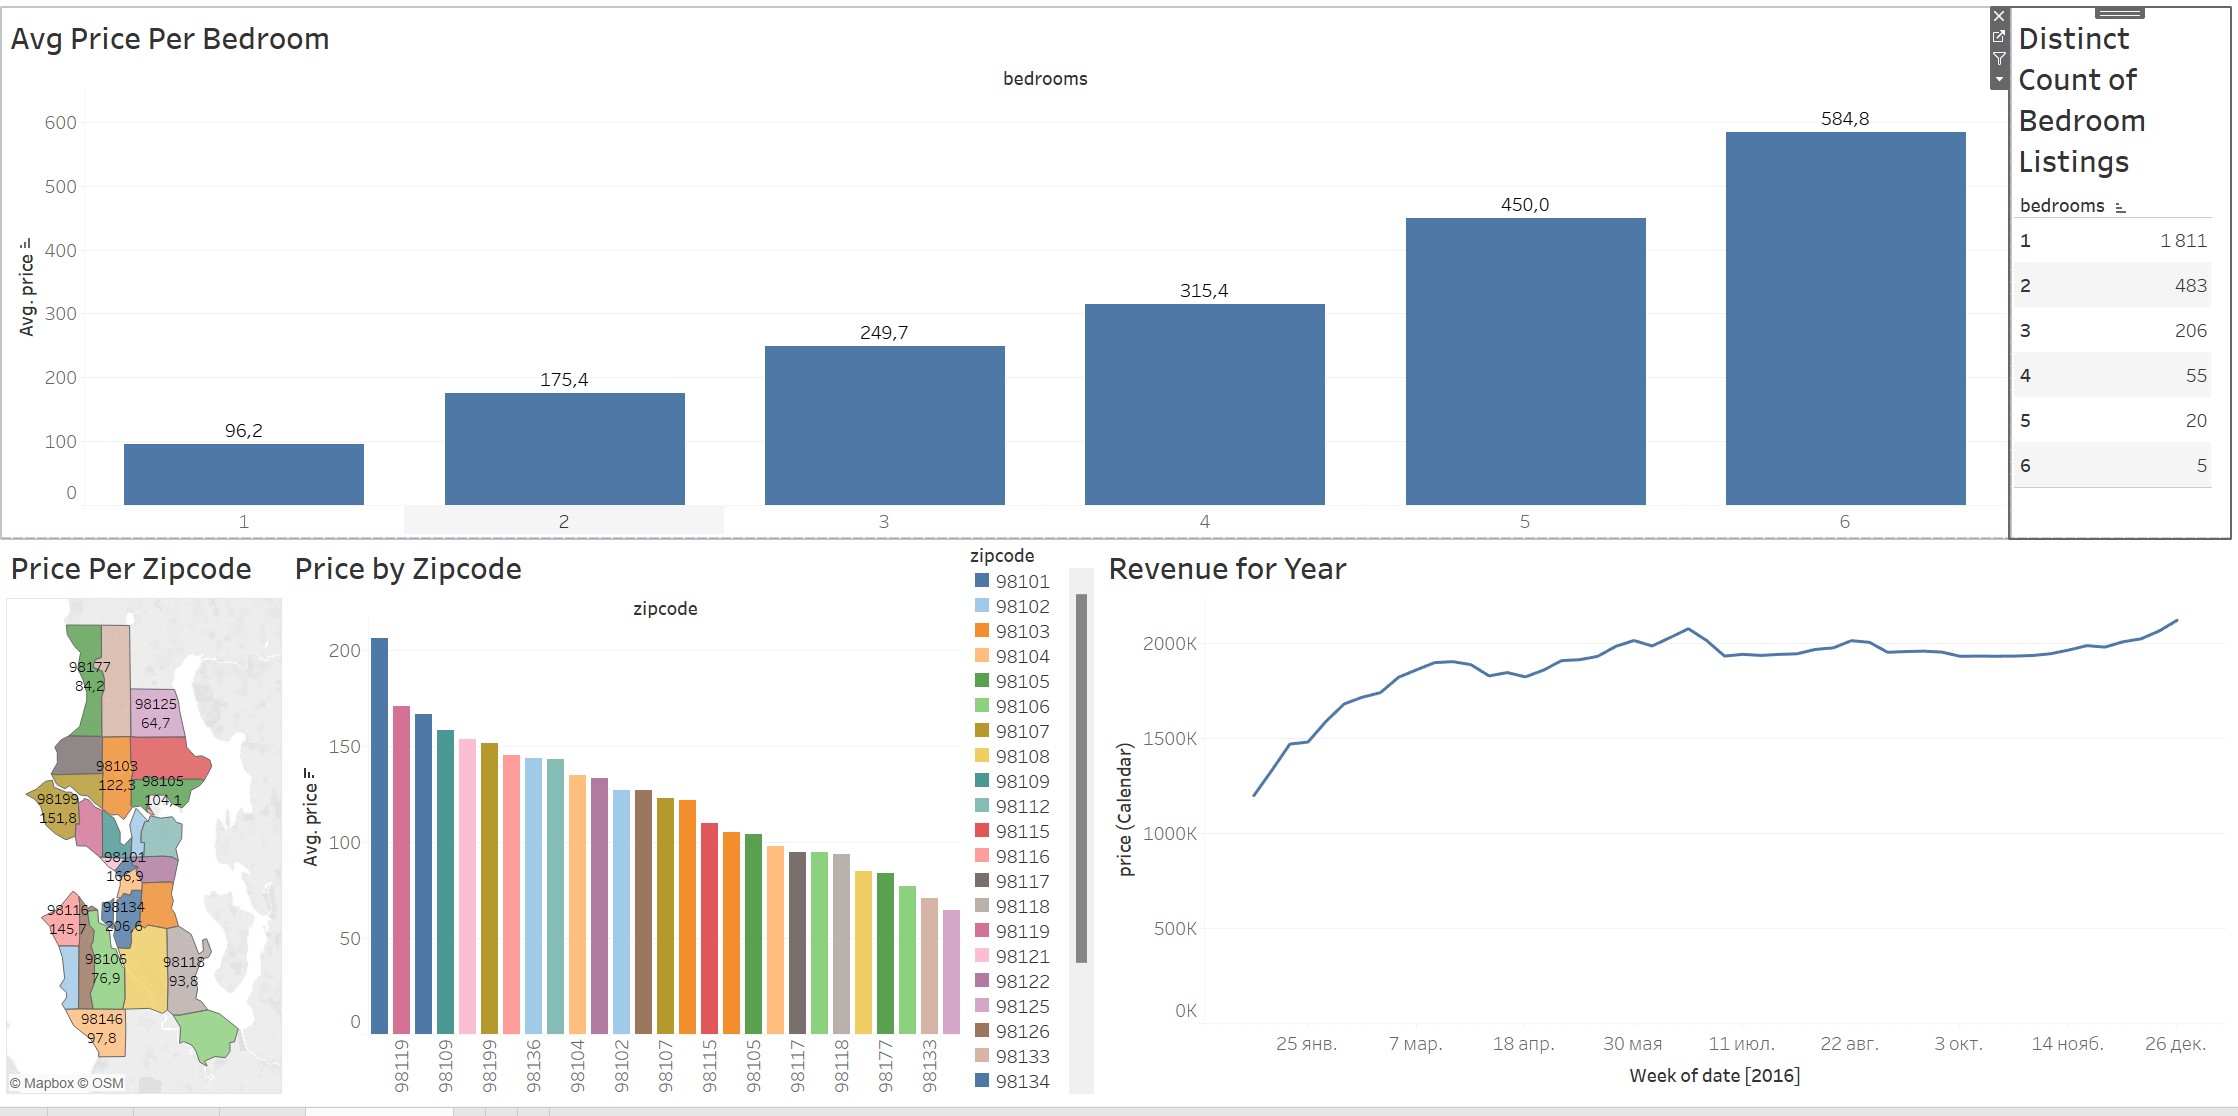 Avg Price Per Bedroom
bedrooms
Avg. price
600
500
400
300
200
100
0
96,2
175,4
249,7
315,4
450,0
584,8
1
2
3
4
5
6
Distinct
Count of
Bedroom
Listings
bedrooms
1 1 811
2 483
3 206
4 55
5 20
6 5
Price Per Zipcode
98177
84,2
98125
64,7
98103
122,3
98105
104,1
98199
151,8
98101
166,9
98116
145,7
98134
206,6
98106
76,9
98118
93,8
98146
97,8
© Mapbox © OSM
Price by Zipcode
zipcode
Avg. price
200
150
100
50
0
98119
98109
98199
98136
98104
98102
98107
98115
98105
98117
98118
98177
98133
zipcode
98101
98102
98103
98104
98105
98106
98107
98108
98109
98112
98115
98116
98117
98118
98119
98121
98122
98125
98126
98133
98134
Revenue for Year
price (Calendar)
2000K
1500K
1000K
500K
0K
25 янв.
7 мар.
18 апр.
30 мая
11 июл.
22 авг.
3 окт.
14 нояб.
26 дек.
Week of date [2016]